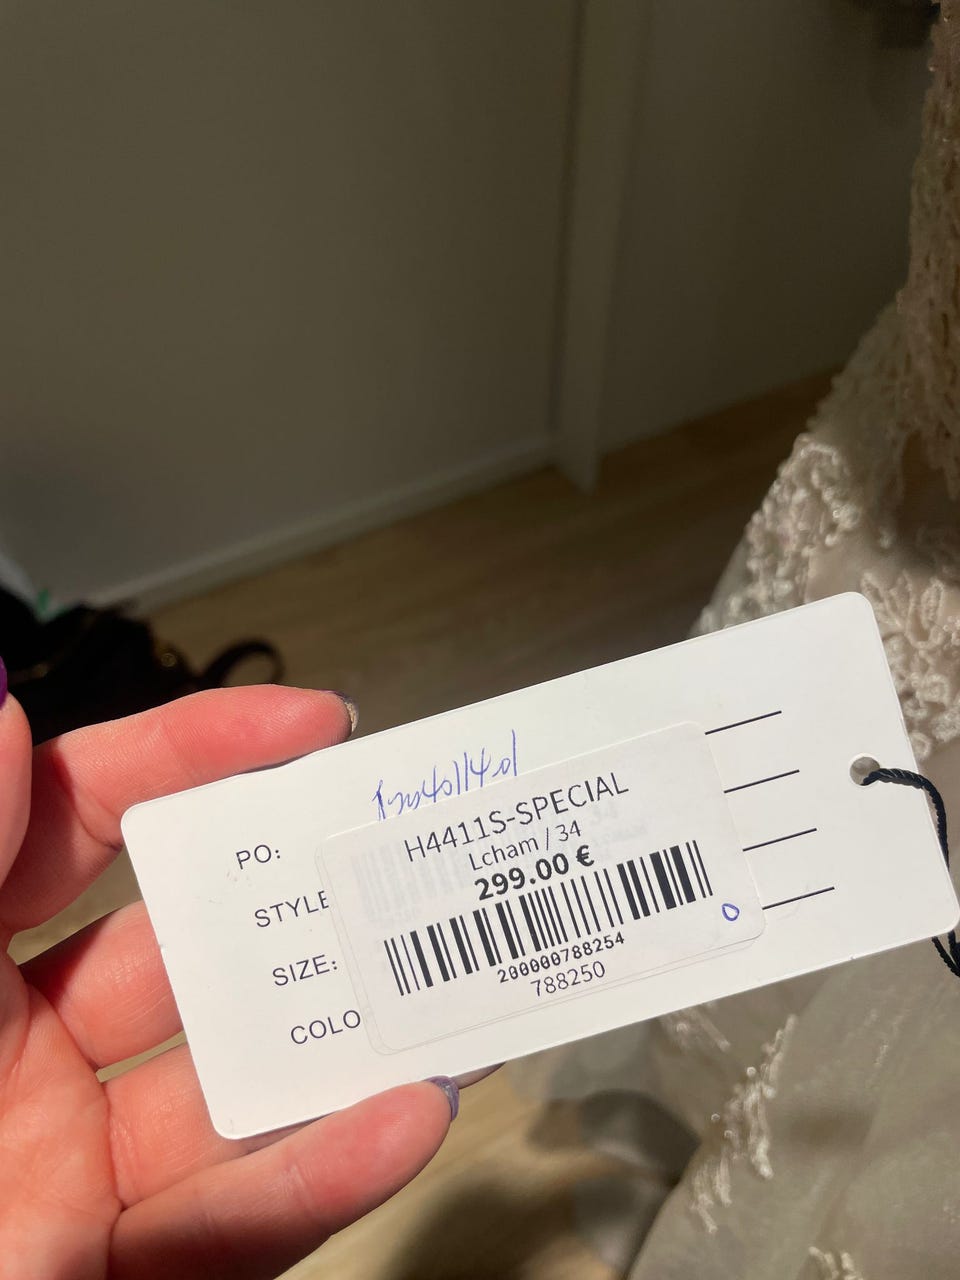 PO:
STYLE
SIZE:
COLO
H4411S-SPECIAL
Lcham / 34
299.00 €
200000788254
788250